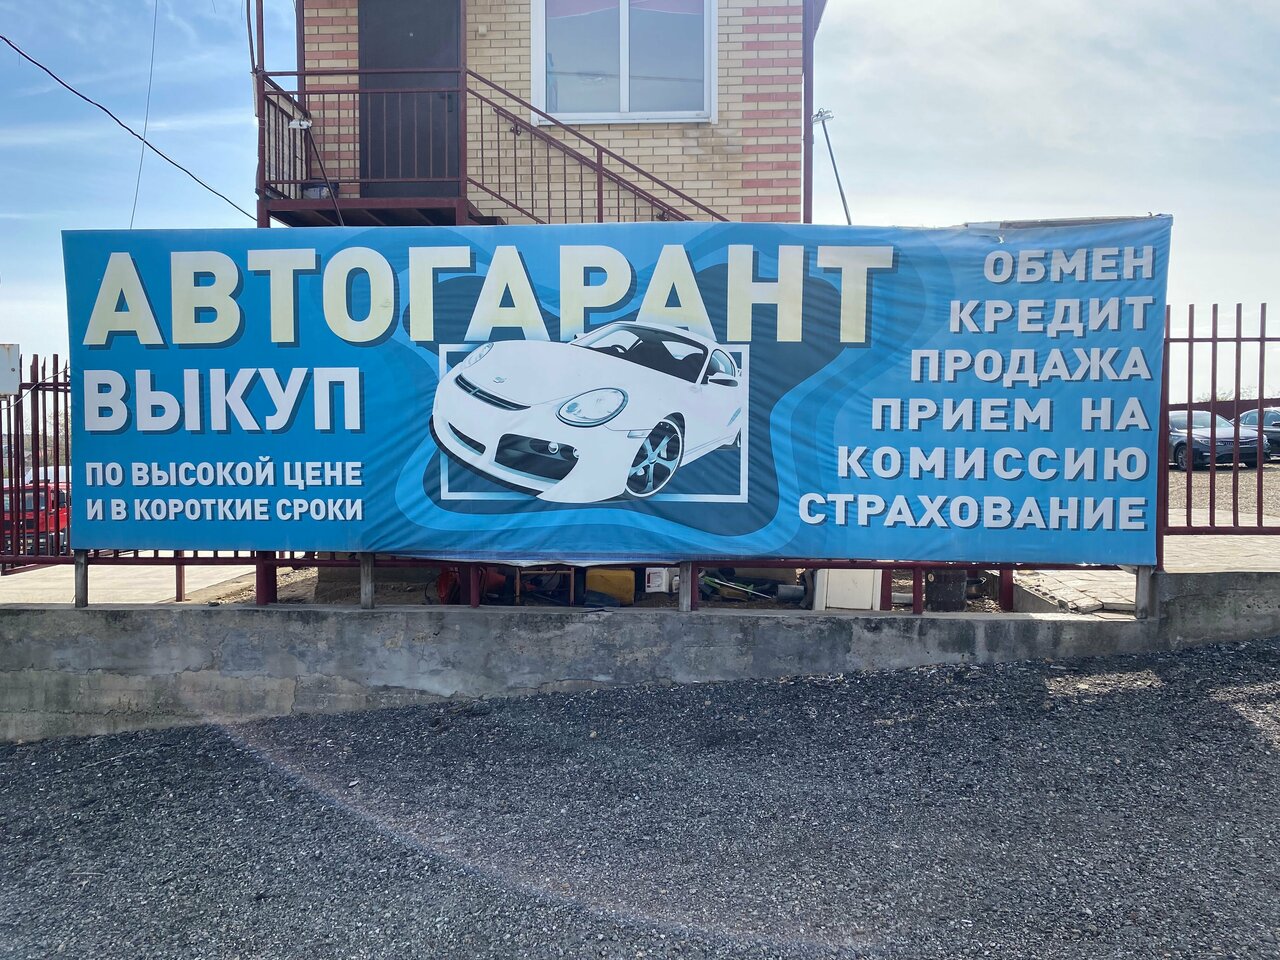 АВТОГАРАНТ
ВЫКУП
ПО ВЫСОКОЙ ЦЕНЕ
И В КОРОТКИЕ СРОКИ
ОБМЕН
КРЕДИТ
ПРОДАЖА
ПРИЕМ НА
КОМИССИЮ
СТРАХОВАНИЕ